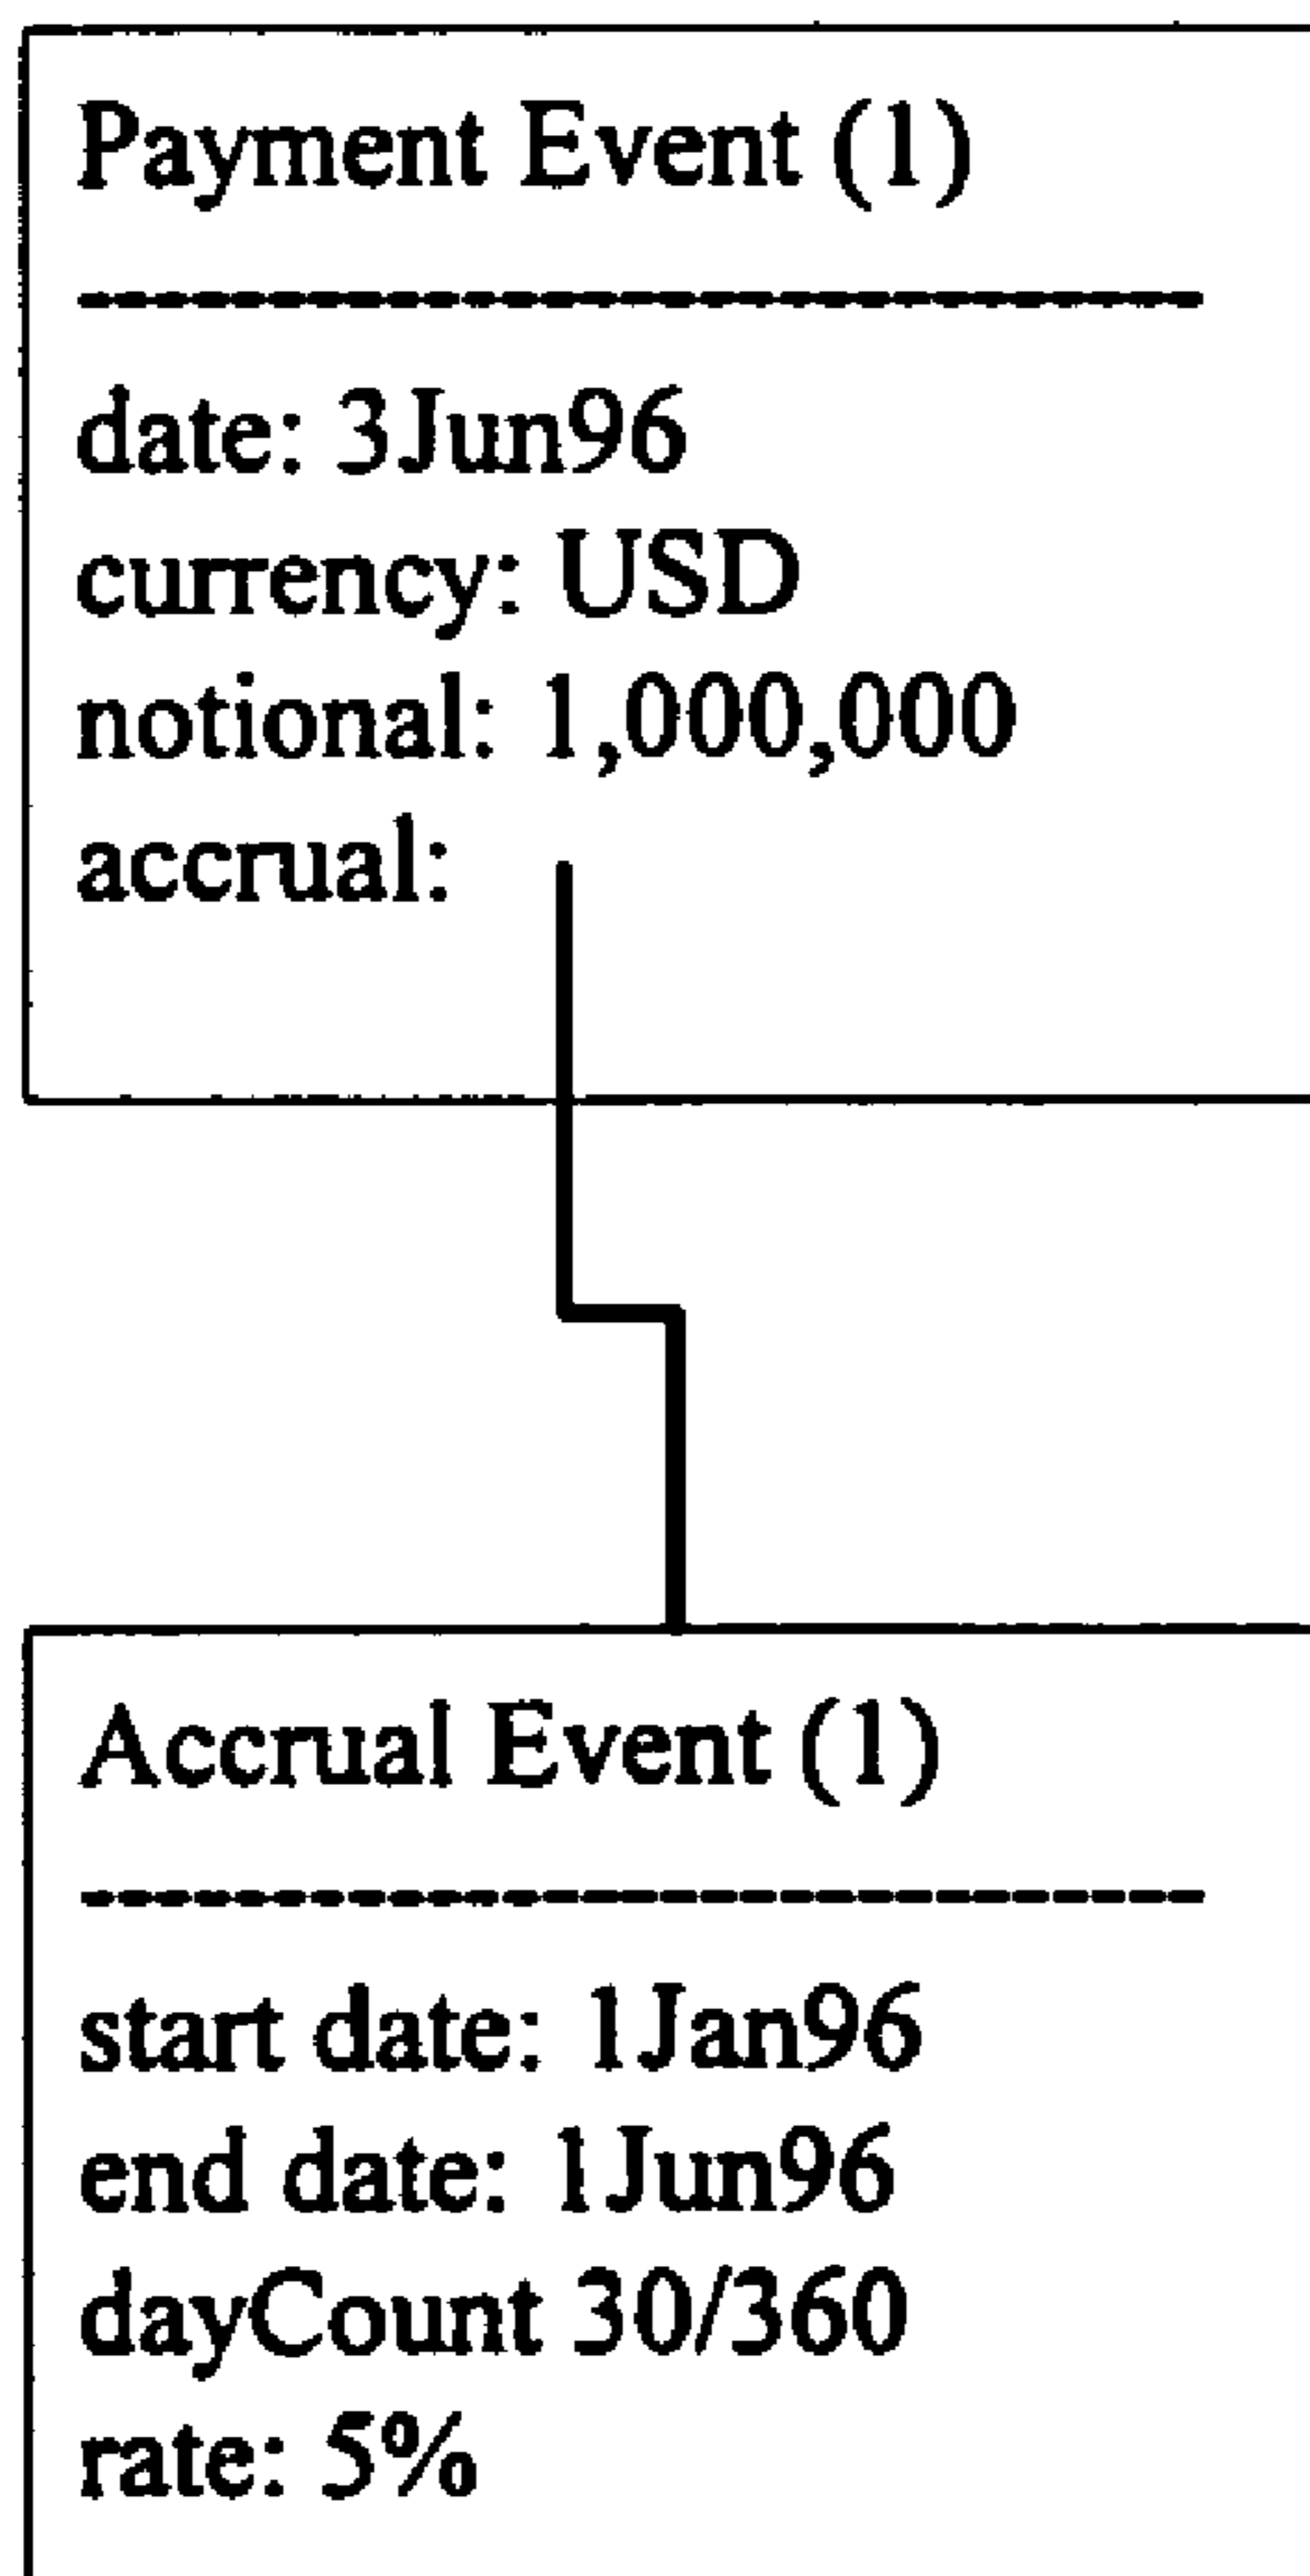 Payment Event (1)
------------------------------
date: 3Jun96
currency: USD
notional: 1,000,000
accrual:
Accrual Event (1)
------------------------------
start date: 1Jan96
end date: 1Jun96
dayCount 30/360
rate: 5%